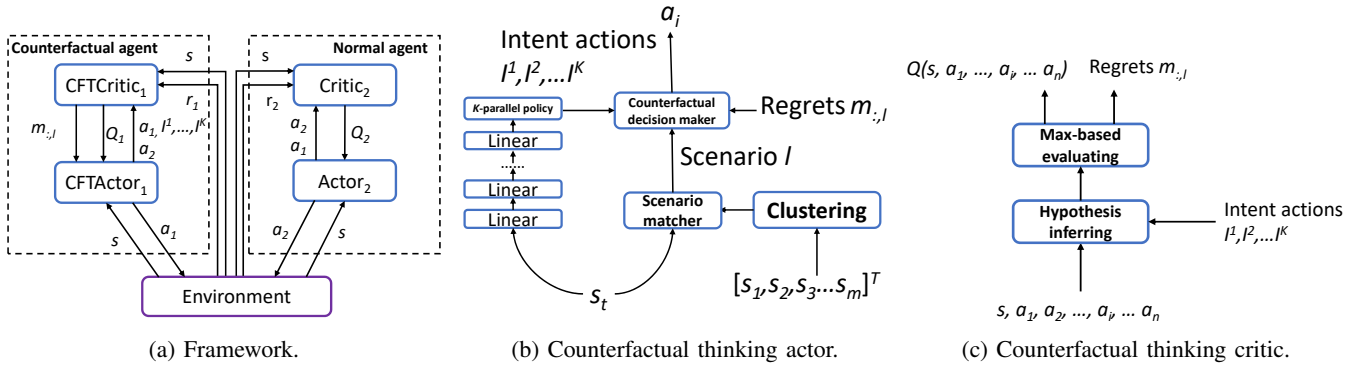 Counterfactual agent
s
CFTCritic₁
r₁
m:,l
Q₁
a₁, I¹,...,Iᴷ
a₂
CFTActor₁
s
a₁
Normal agent
s
Critic₂
r₂
a₂
a₁
Q₂
Actor₂
a₂
s
Environment
(a) Framework.
aᵢ
Intent actions
I¹,I²,...Iᴷ
K-parallel policy
Counterfactual
decision maker
Regrets m:,l
Linear
......
Linear
Linear
Scenario l
Scenario
matcher
Clustering
sₜ
[s₁,s₂,s₃...sₘ]ᵀ
(b) Counterfactual thinking actor.
Q(s, a₁, ..., aᵢ, ... aₙ)
Regrets m:,l
Max-based
evaluating
Hypothesis
inferring
Intent actions
I¹,I²,...Iᴷ
s, a₁, a₂, ..., aᵢ, ... aₙ
(c) Counterfactual thinking critic.